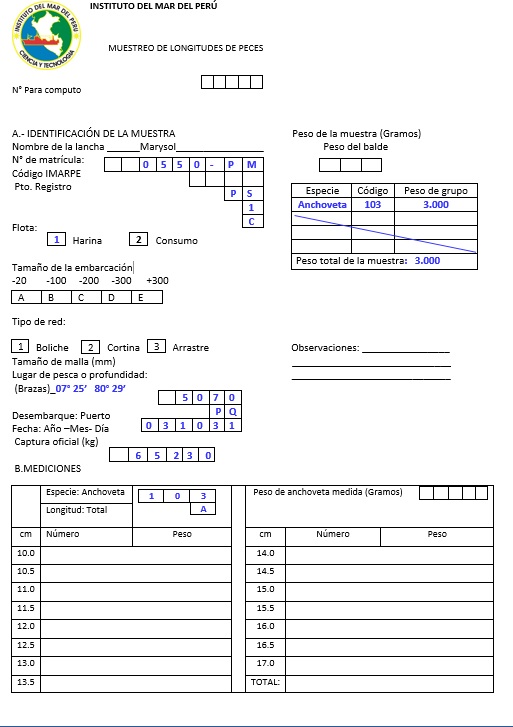 INSTITUTO DEL MAR DEL PERU
CIENCIA Y TECNOLOGIA
INSTITUTO DEL MAR DEL PERÚ
MUESTREO DE LONGITUDES DE PECES
N° Para computo
A.- IDENTIFICACIÓN DE LA MUESTRA
Peso de la muestra (Gramos)
Nombre de la lancha ______Marysol________________
Peso del balde
N° de matrícula: 0 5 5 0 - P M
Código IMARPE
Pto. Registro P S
1
Especie Código Peso de grupo
Anchoveta 103 3.000
Peso total de la muestra: 3.000
Flota: C
1 Harina 2 Consumo
Tamaño de la embarcación
-20 -100 -200 -300 +300
A B C D E
Tipo de red:
1 Boliche 2 Cortina 3 Arrastre
Observaciones: ________________
Tamaño de malla (mm)
Lugar de pesca o profundidad:
(Brazas)_07° 25’ 80° 29’
5 0 7 0
Desembarque: Puerto P Q
Fecha: Año –Mes- Día 0 3 1 0 3 1
Captura oficial (kg)
6 5 2 3 0
B.MEDICIONES
Especie: Anchoveta 1 0 3
Peso de anchoveta medida (Gramos)
Longitud: Total A
cm Número Peso cm Número Peso
10.0 14.0
10.5 14.5
11.0 15.0
11.5 15.5
12.0 16.0
12.5 16.5
13.0 17.0
13.5 TOTAL: